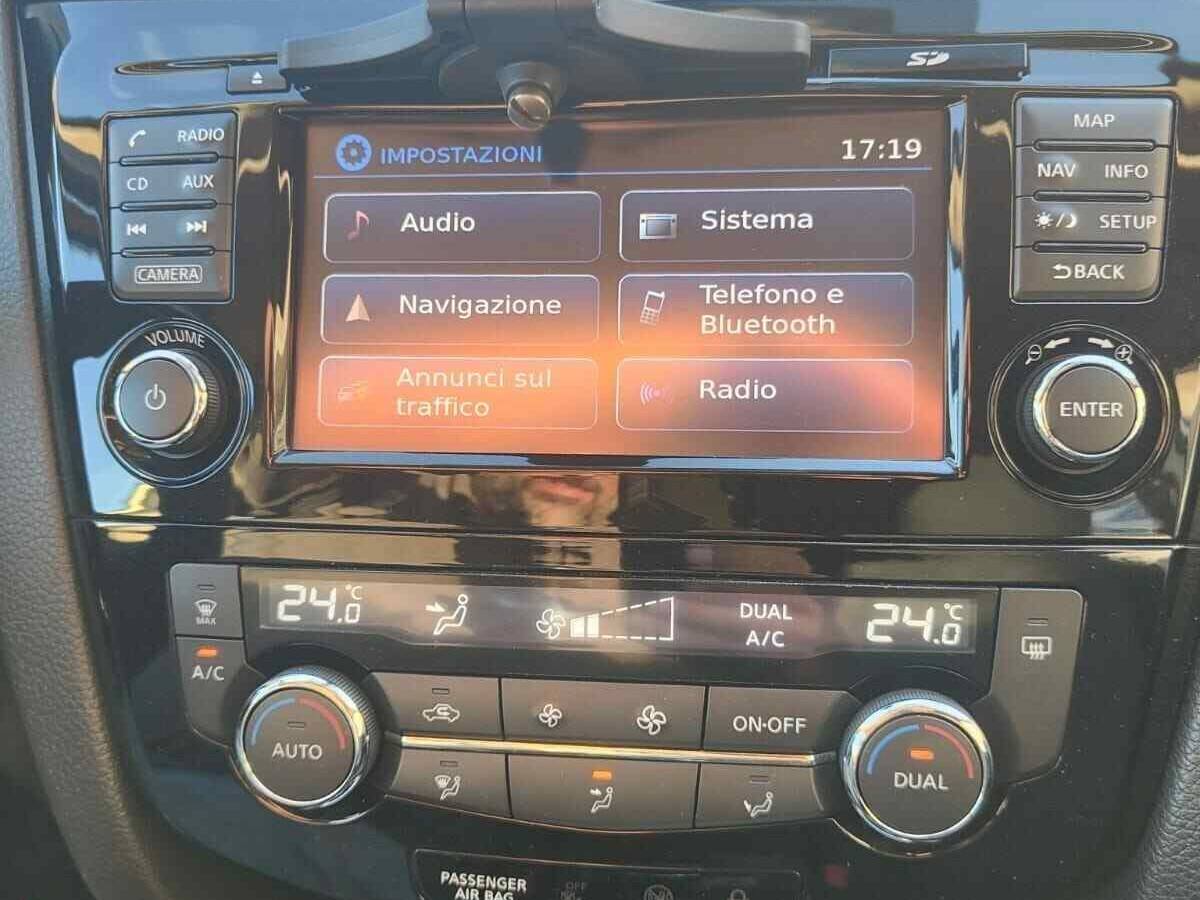 SD
RADIO
CD AUX
CAMERA
VOLUME
IMPOSTAZIONI 17:19
Audio
Sistema
Navigazione
Telefono e
Bluetooth
Annunci sul
traffico
Radio
MAP
NAV INFO
SETUP
BACK
ENTER
MAX
A/C
24.0°C
DUAL
A/C
24.0°C
AUTO
ON·OFF
DUAL
PASSENGER
AIR BAG
OFF